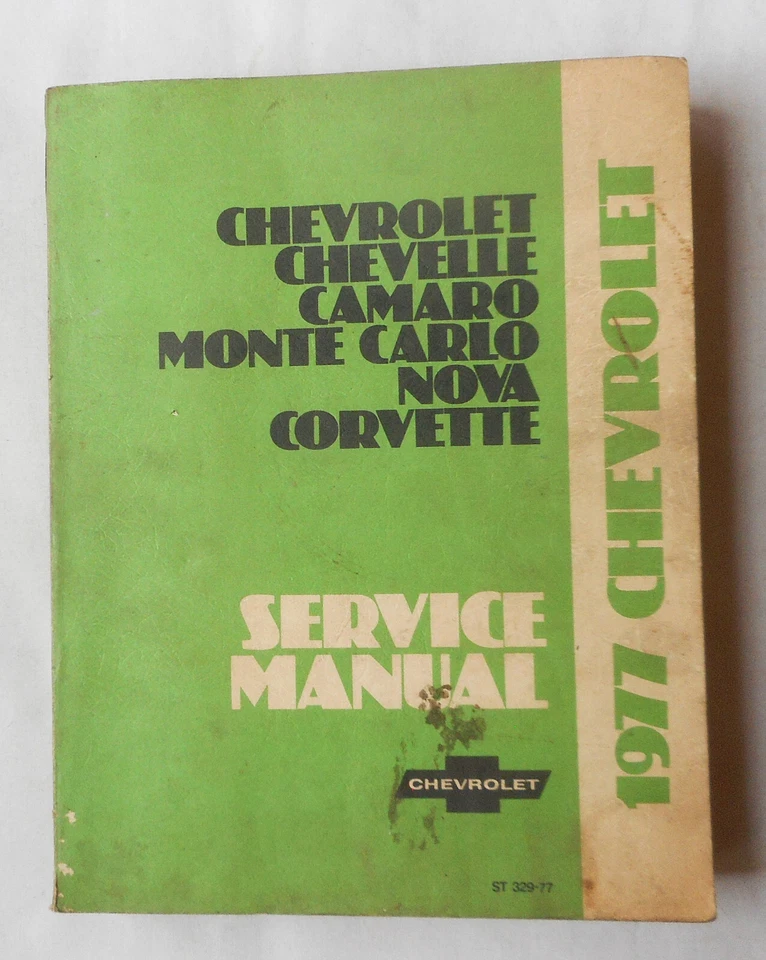 CHEVROLET
CHEVELLE
CAMARO
MONTE CARLO
NOVA
CORVETTE
SERVICE
MANUAL
CHEVROLET
ST 329-77
1977 CHEVROLET